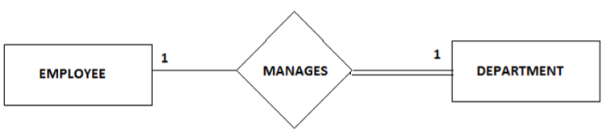 EMPLOYEE
1
MANAGES
1
DEPARTMENT